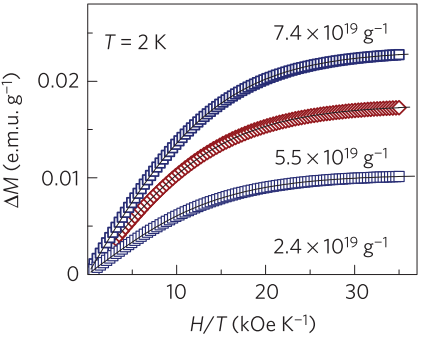 T = 2 K
7.4 × 10¹⁹ g⁻¹
5.5 × 10¹⁹ g⁻¹
2.4 × 10¹⁹ g⁻¹
ΔM (e.m.u. g⁻¹)
0.02
0.01
0
10
20
30
H/T (kOe K⁻¹)